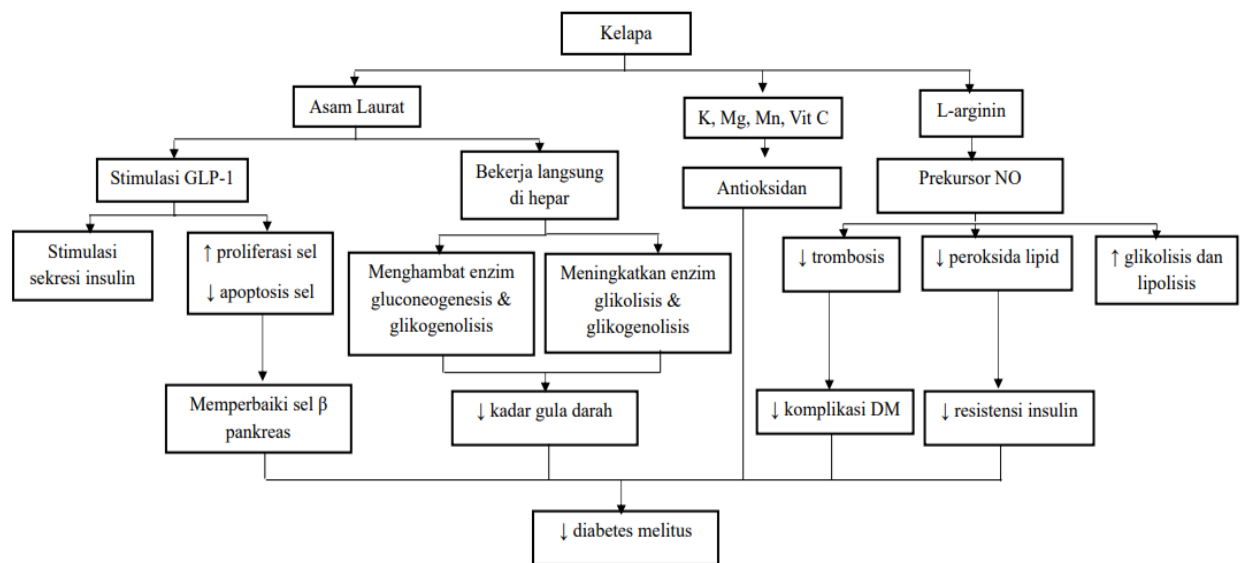 Kelapa
Asam Laurat
K, Mg, Mn, Vit C
L-arginin
Stimulasi GLP-1
Bekerja langsung
di hepar
Antioksidan
Prekursor NO
Stimulasi
sekresi insulin
↑ proliferasi sel
↓ apoptosis sel
Menghambat enzim
gluconeogenesis &
glikogenolisis
Meningkatkan enzim
glikolisis &
glikogenolisis
↓ trombosis
↓ peroksida lipid
↑ glikolisis dan
lipolisis
Memperbaiki sel β
pankreas
↓ kadar gula darah
↓ komplikasi DM
↓ resistensi insulin
↓ diabetes melitus